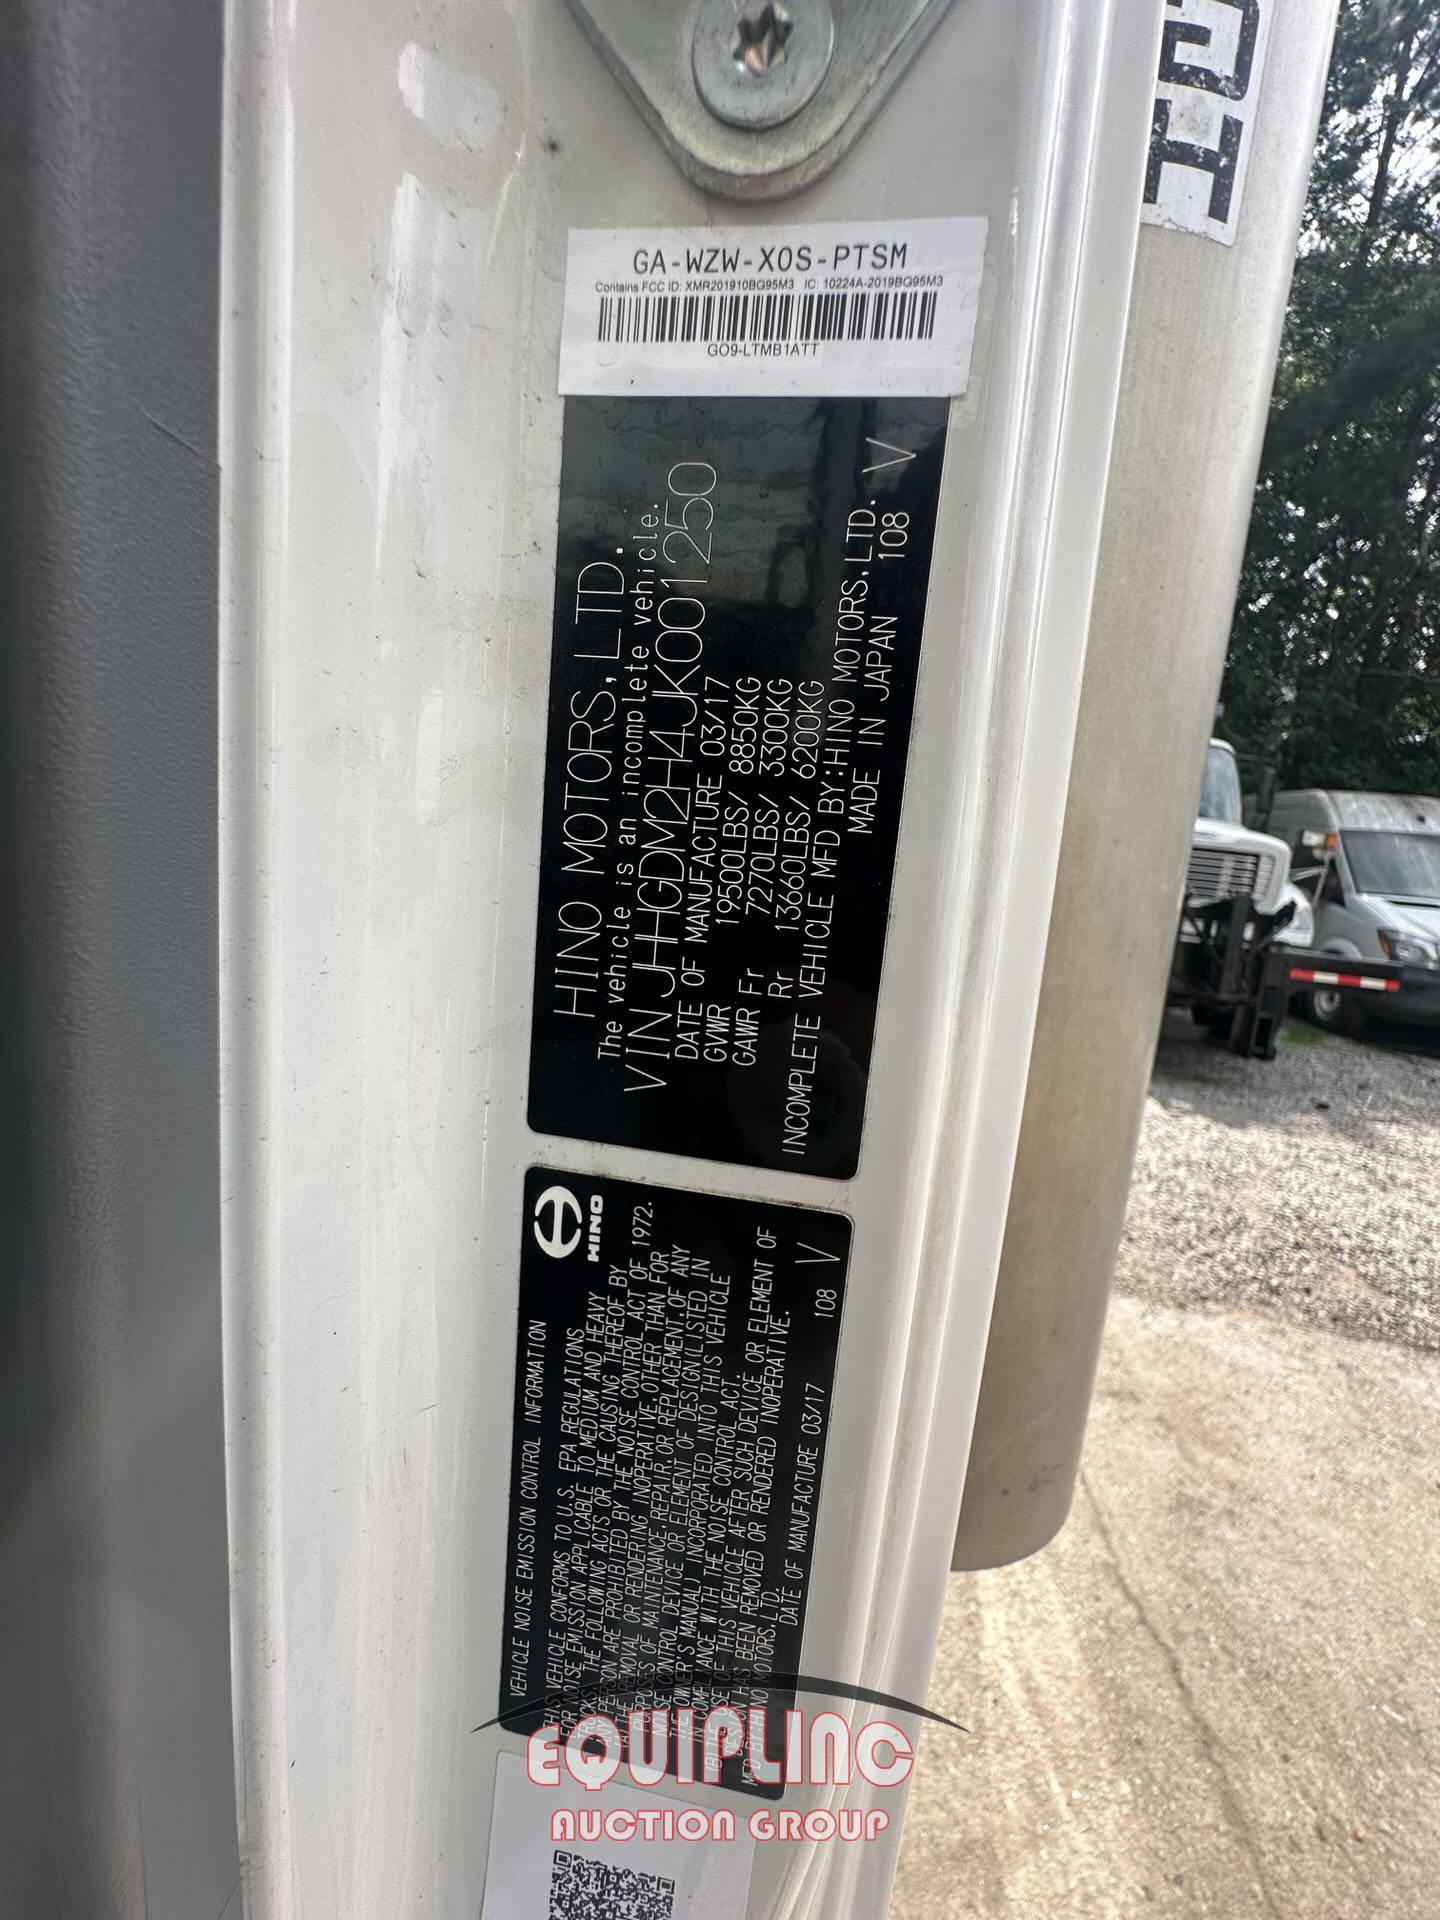 GA-WZW-X0S-PTSM
Contains FCC ID: XMR201910BG95M3 IC: 10224A-2019BG95M3
GO9-LTMB1ATT
HINO MOTORS,LTD.
The vehicle is an incomplete vehicle.
VIN JHHGDM2H4JK001250
DATE OF MANUFACTURE 03/17
GVWR 19500LBS/ 8850KG
GAWR Fr 7270LBS/ 3300KG
Rr 13660LBS/ 6200KG
INCOMPLETE VEHICLE MFD BY:HINO MOTORS,LTD.
MADE IN JAPAN 108 V
HINO
VEHICLE NOISE EMISSION CONTROL INFORMATION
THIS VEHICLE CONFORMS TO U.S. EPA REGULATIONS
FOR NOISE EMISSION APPLICABLE TO MEDIUM AND HEAVY
TRUCKS.THE FOLLOWING ACTS OR THE CAUSING THEREOF BY
ANY PERSON ARE PROHIBITED BY THE NOISE CONTROL ACT OF 1972.
(A)THE REMOVAL OR RENDERING INOPERATIVE,OTHER THAN FOR
PURPOSES OF MAINTENANCE,REPAIR,OR REPLACEMENT,OF ANY
NOISE CONTROL DEVICE OR ELEMENT OF DESIGN(LISTED IN
THE OWNER'S MANUAL) INCORPORATED INTO THIS VEHICLE
IN COMPLIANCE WITH THE NOISE CONTROL ACT.
(B)THE USE OF THIS VEHICLE AFTER SUCH DEVICE OR ELEMENT OF
DESIGN HAS BEEN REMOVED OR RENDERED INOPERATIVE.
MFD BY:HINO MOTORS,LTD.
DATE OF MANUFACTURE 03/17 108 V
EQUIPLINC
AUCTION GROUP